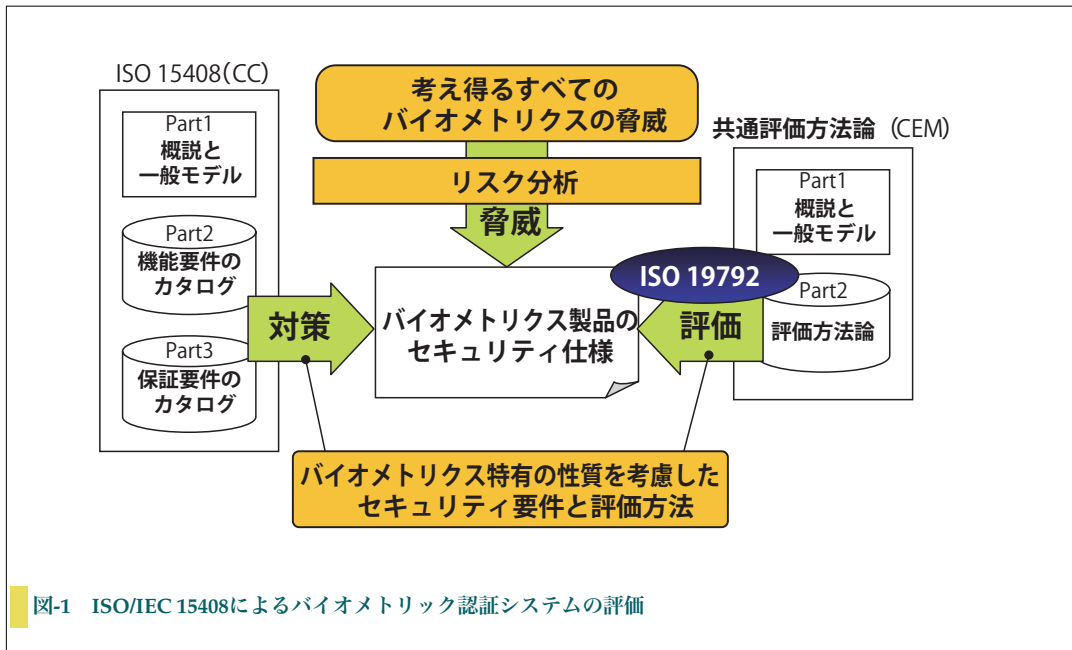 ISO 15408(CC)
Part1
概説と
一般モデル
Part2
機能要件の
カタログ
Part3
保証要件の
カタログ
考え得るすべての
バイオメトリクスの脅威
リスク分析
脅威
対策
バイオメトリクス製品の
セキュリティ仕様
ISO 19792
評価
共通評価方法論 (CEM)
Part1
概説と
一般モデル
Part2
評価方法論
バイオメトリクス特有の性質を考慮した
セキュリティ要件と評価方法
図-1 ISO/IEC 15408によるバイオメトリック認証システムの評価